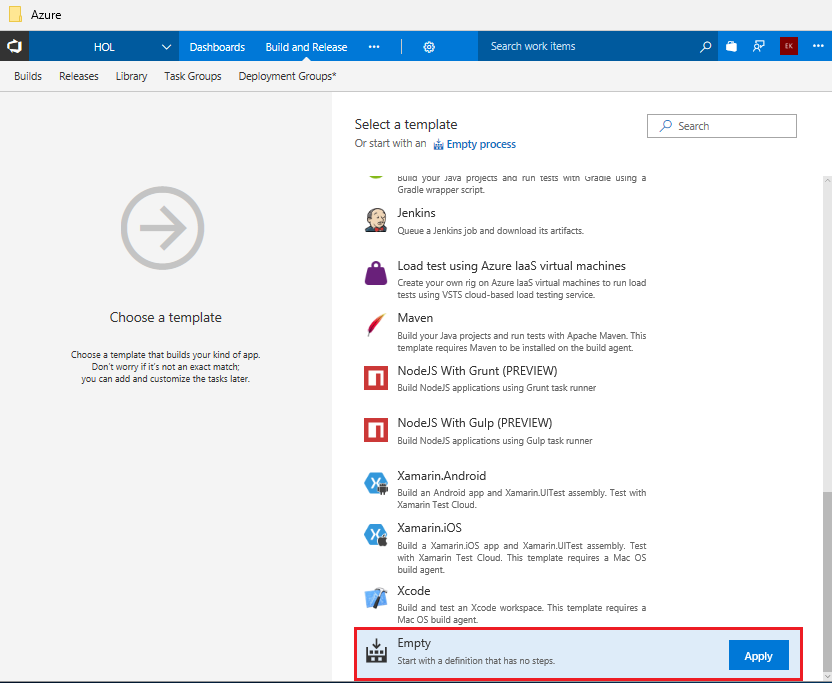 Azure
HOL
Dashboards
Build and Release
Search work items
EK
Builds
Releases
Library
Task Groups
Deployment Groups*
Choose a template
Choose a template that builds your kind of app.
Don't worry if it's not an exact match;
you can add and customize the tasks later.
Select a template
Or start with an Empty process
Search
Build your Java projects and run tests with Gradle using a
Gradle wrapper script.
Jenkins
Queue a Jenkins job and download its artifacts.
Load test using Azure IaaS virtual machines
Create your own rig on Azure IaaS virtual machines to run load
tests using VSTS cloud-based load testing service.
Maven
Build your Java projects and run tests with Apache Maven. This
template requires Maven to be installed on the build agent.
NodeJS With Grunt (PREVIEW)
Build NodeJS applications using Grunt task runner
NodeJS With Gulp (PREVIEW)
Build NodeJS applications using Gulp task runner
Xamarin.Android
Build an Android app and Xamarin.UITest assembly. Test with
Xamarin Test Cloud.
Xamarin.iOS
Build a Xamarin.iOS app and Xamarin.UITest assembly. Test
with Xamarin Test Cloud. This template requires a Mac OS
build agent.
Xcode
Build and test an Xcode workspace. This template requires a
Mac OS build agent.
Empty
Start with a definition that has no steps.
Apply